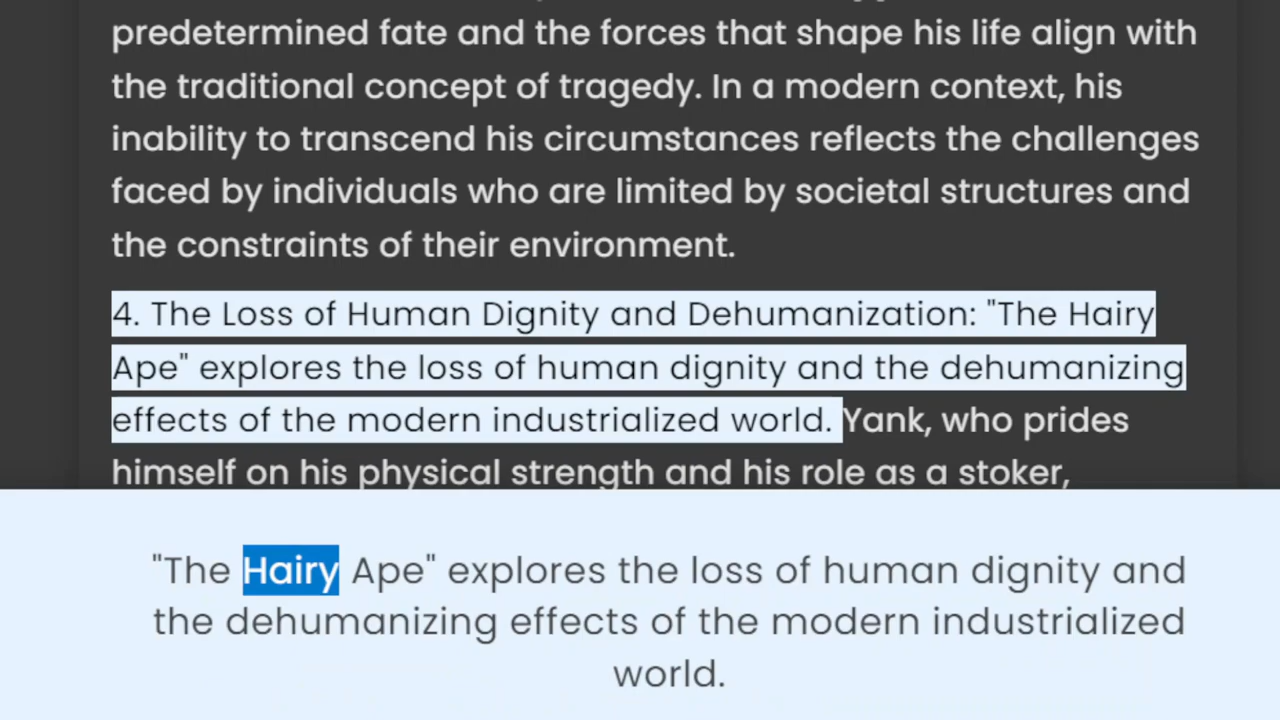 predetermined fate and the forces that shape his life align with
the traditional concept of tragedy. In a modern context, his
inability to transcend his circumstances reflects the challenges
faced by individuals who are limited by societal structures and
the constraints of their environment.
4. The Loss of Human Dignity and Dehumanization: "The Hairy
Ape" explores the loss of human dignity and the dehumanizing
effects of the modern industrialized world. Yank, who prides
himself on his physical strength and his role as a stoker,
"The Hairy Ape" explores the loss of human dignity and
the dehumanizing effects of the modern industrialized
world.